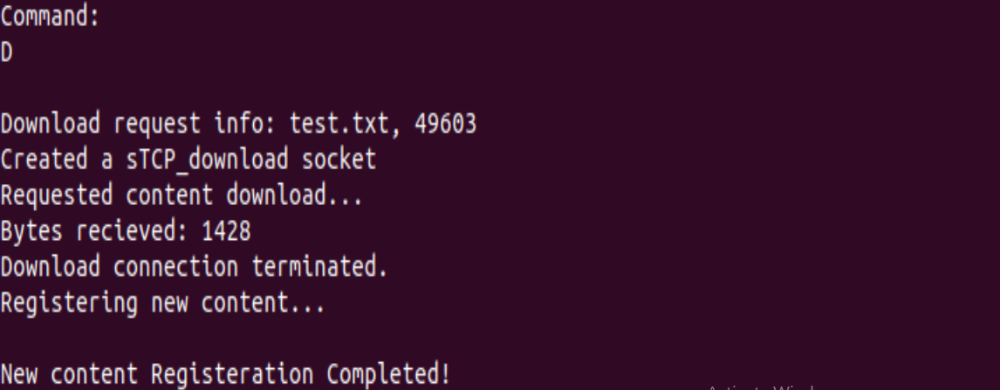 Command:
D
Download request info: test.txt, 49603
Created a sTCP_download socket
Requested content download...
Bytes recieved: 1428
Download connection terminated.
Registering new content...
New content Registeration Completed!